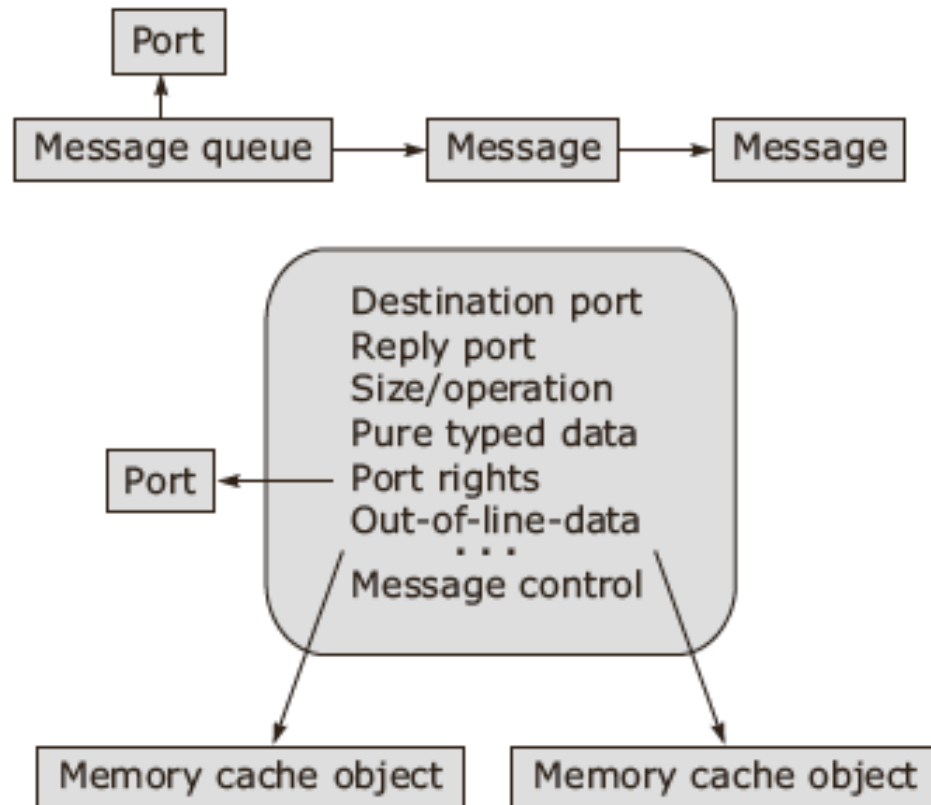 Port
Message queue
Message
Message
Destination port
Reply port
Size/operation
Pure typed data
Port
Port rights
Out-of-line-data
. . .
Message control
Memory cache object
Memory cache object